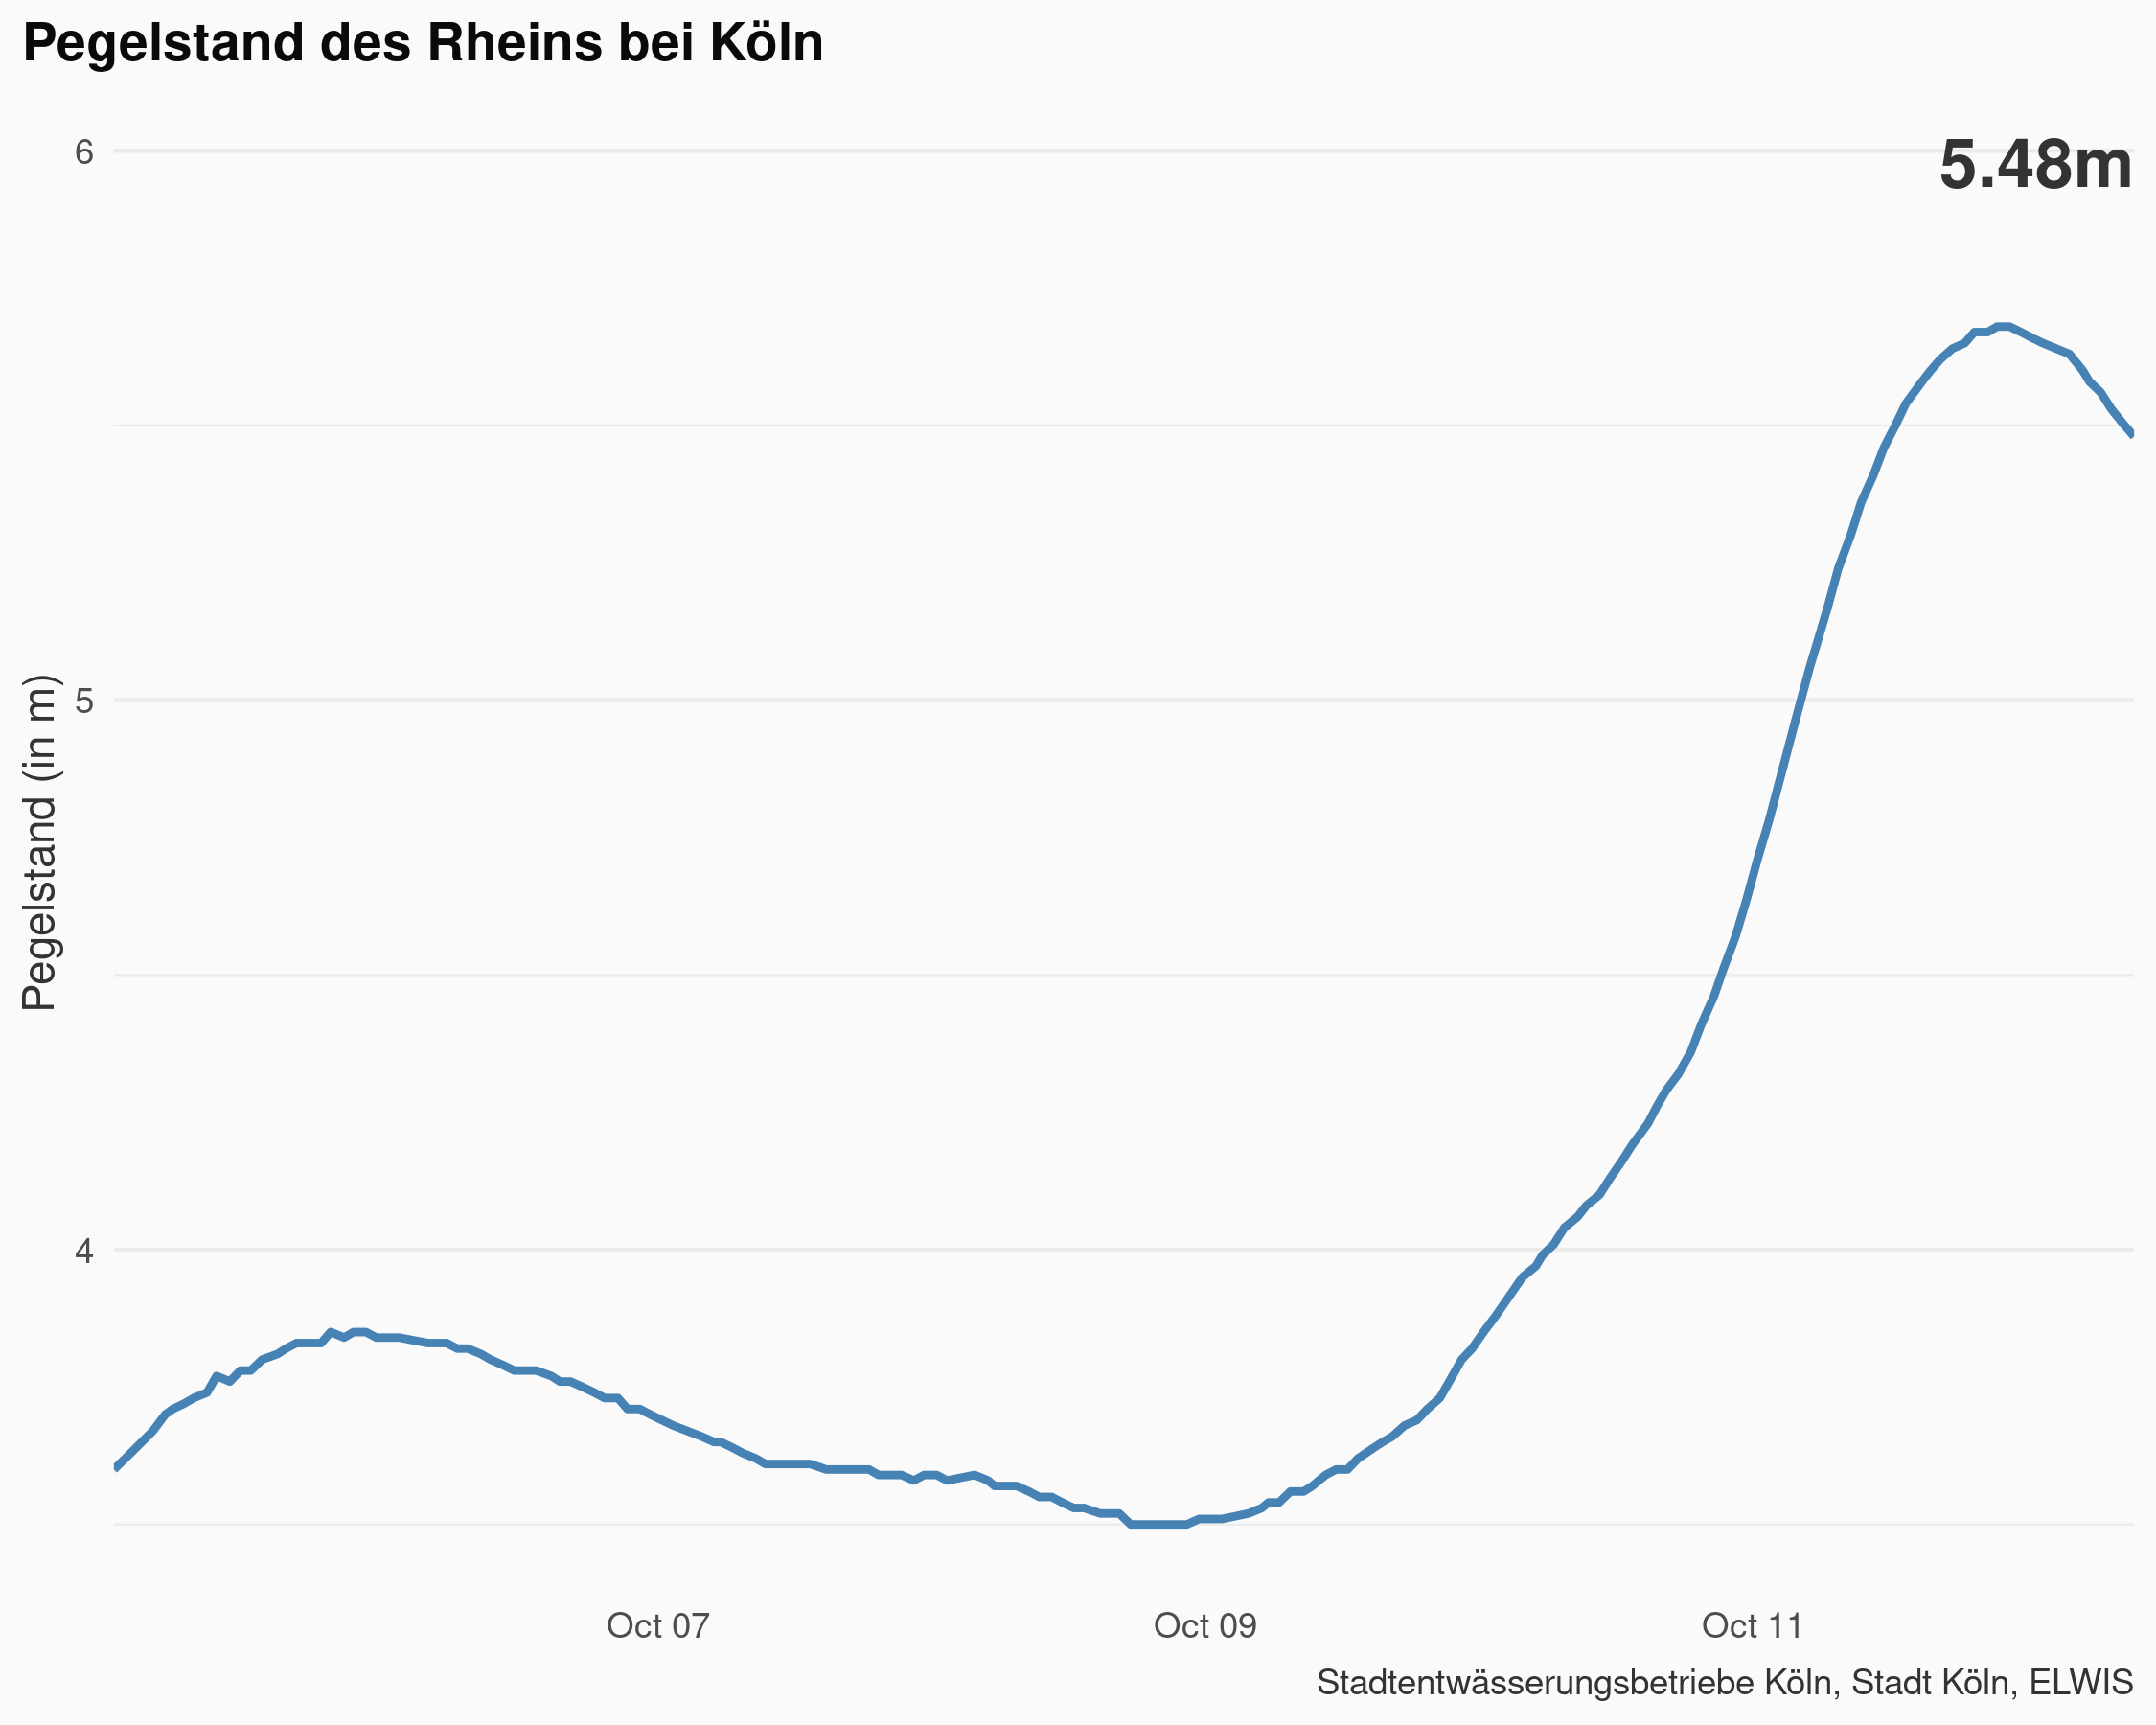 Pegelstand des Rheins bei Köln
6
5.48m
5
Pegelstand (in m)
4
Oct 07
Oct 09
Oct 11
Stadtentwässerungsbetriebe Köln, Stadt Köln, ELWIS